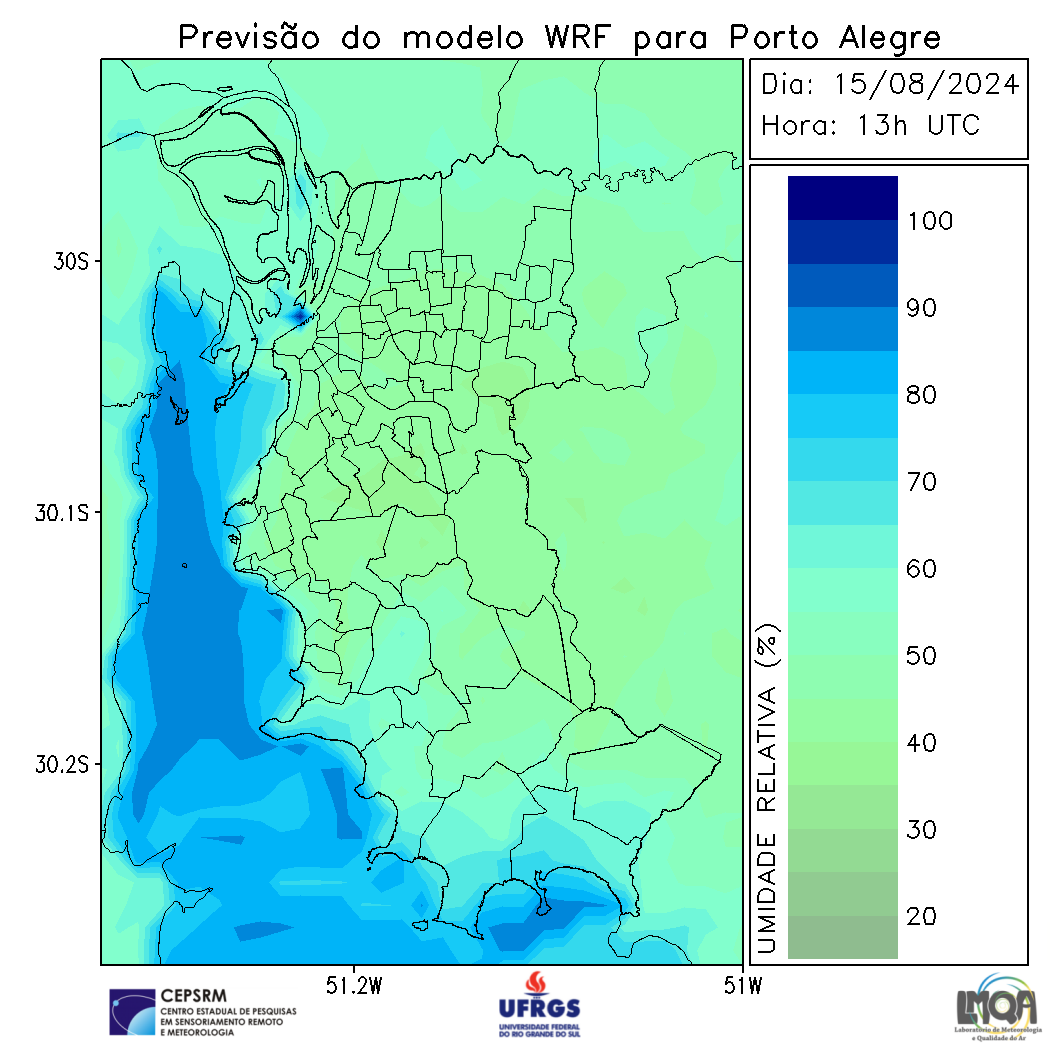 Previsão do modelo WRF para Porto Alegre
Dia: 15/08/2024
Hora: 13h UTC
100
90
80
70
60
50
40
30
20
UMIDADE RELATIVA (%)
30S
30.1S
30.2S
51.2W
51W
CEPSRM
CENTRO ESTADUAL DE PESQUISAS
EM SENSORIAMENTO REMOTO
E METEOROLOGIA
UFRGS
UNIVERSIDADE FEDERAL
DO RIO GRANDE DO SUL
LMQA
Laboratório de Meteorologia
e Qualidade do Ar